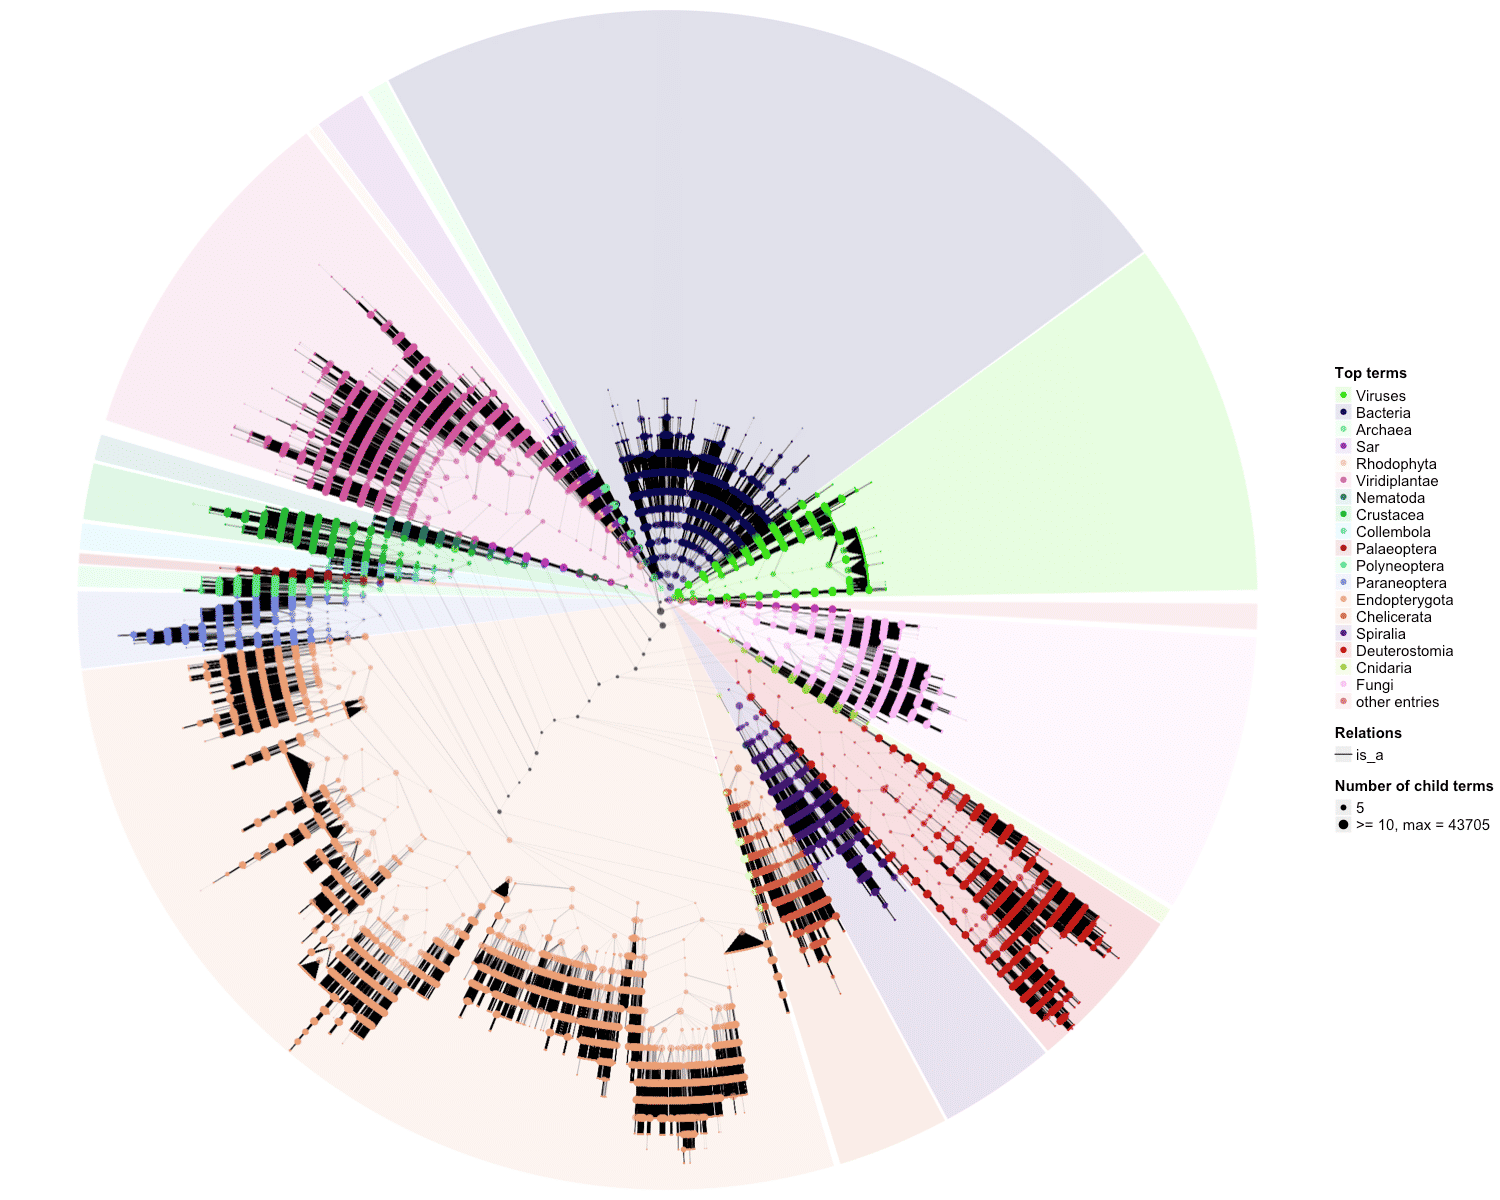 Top terms
Viruses
Bacteria
Archaea
Sar
Rhodophyta
Viridiplantae
Nematoda
Crustacea
Collembola
Palaeoptera
Polyneoptera
Paraneoptera
Endopterygota
Chelicerata
Spiralia
Deuterostomia
Cnidaria
Fungi
other entries
Relations
is_a
Number of child terms
5
>= 10, max = 43705